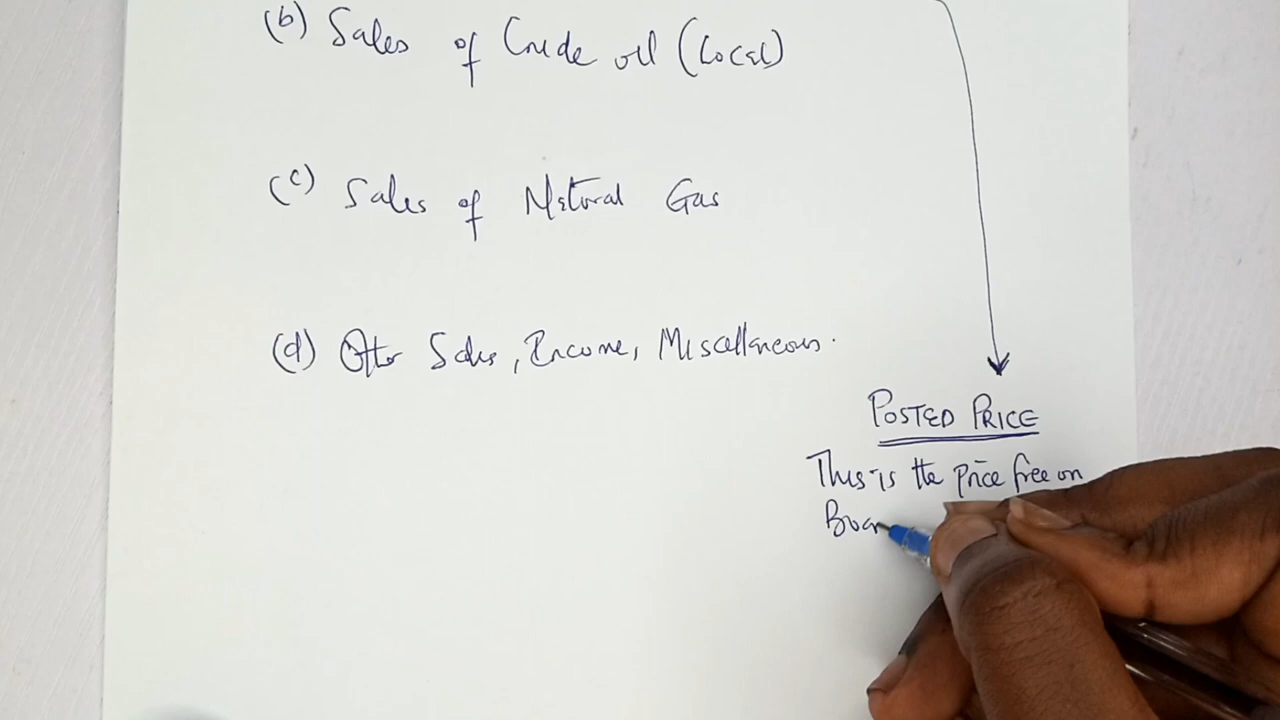 (b) Sales of Crude oil (Local)
(c) Sales of Natural Gas
(d) Other Sales, Income, Miscellaneous.
POSTED PRICE
This is the price free on
Boar